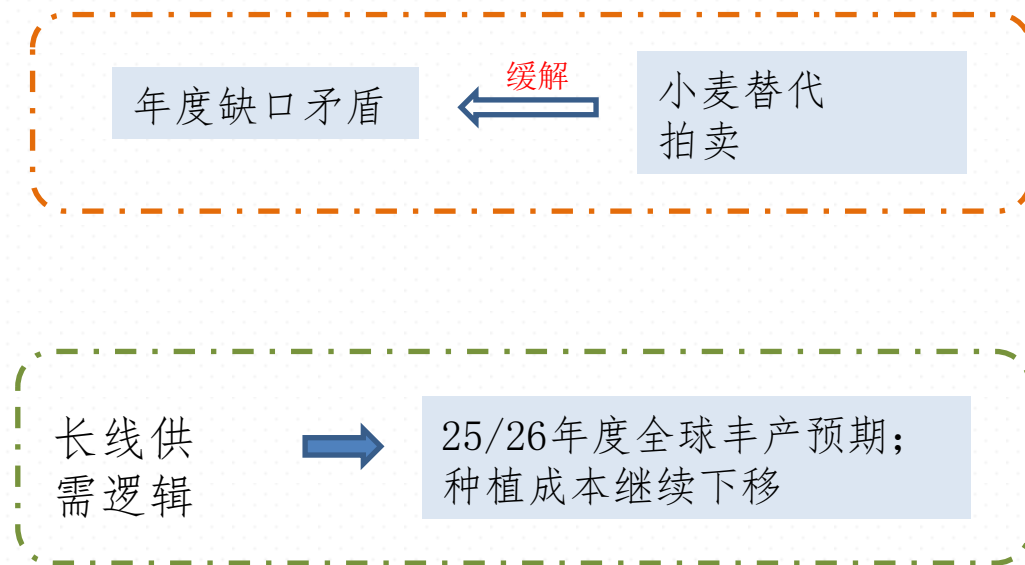 缓解
年度缺口矛盾
小麦替代
拍卖
长线供
需逻辑
25/26年度全球丰产预期；
种植成本继续下移